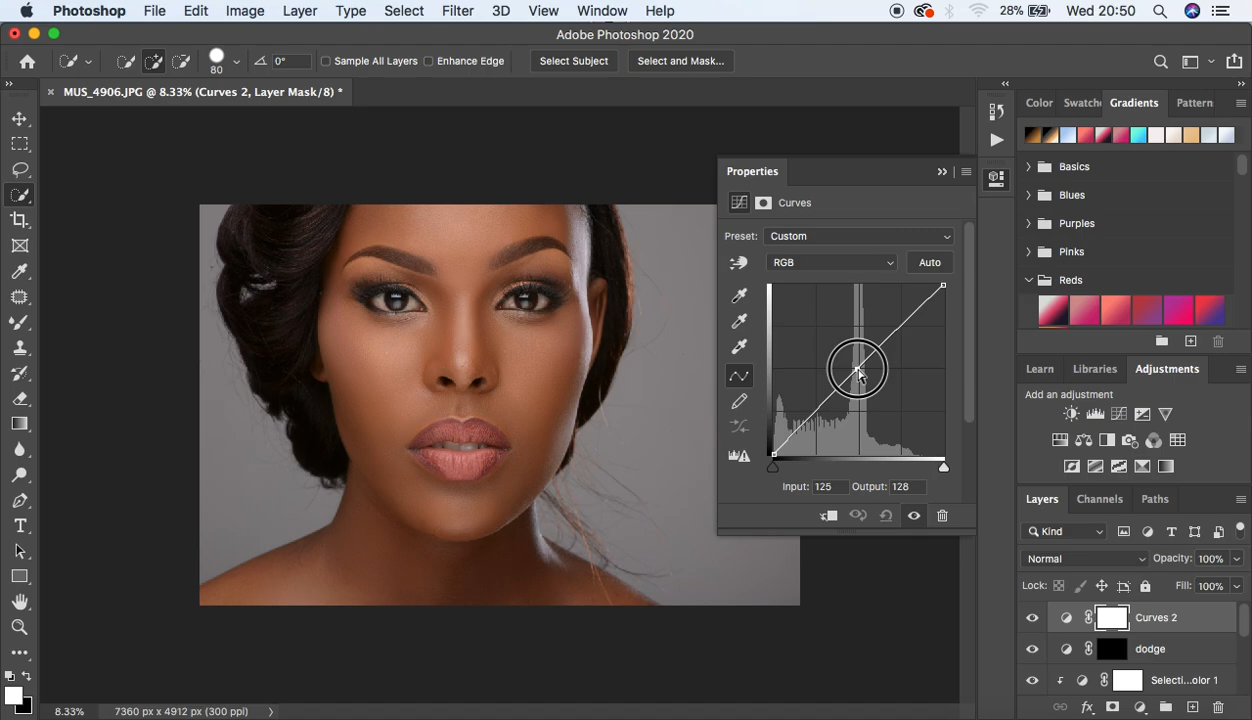 Photoshop File Edit Image Layer Type Select Filter 3D View Window Help 28% Wed 20:50
Adobe Photoshop 2020
80 0° Sample All Layers Enhance Edge Select Subject Select and Mask...
MUS_4906.JPG @ 8.33% (Curves 2, Layer Mask/8) *
Properties
Curves
Preset: Custom
RGB Auto
Input: 125 Output: 128
Color Swatche Gradients Pattern
Basics
Blues
Purples
Pinks
Reds
Learn Libraries Adjustments
Add an adjustment
Layers Channels Paths
Kind
Normal Opacity: 100%
Lock: Fill: 100%
Curves 2
dodge
Selecti...olor 1
fx
8.33% 7360 px x 4912 px (300 ppi)